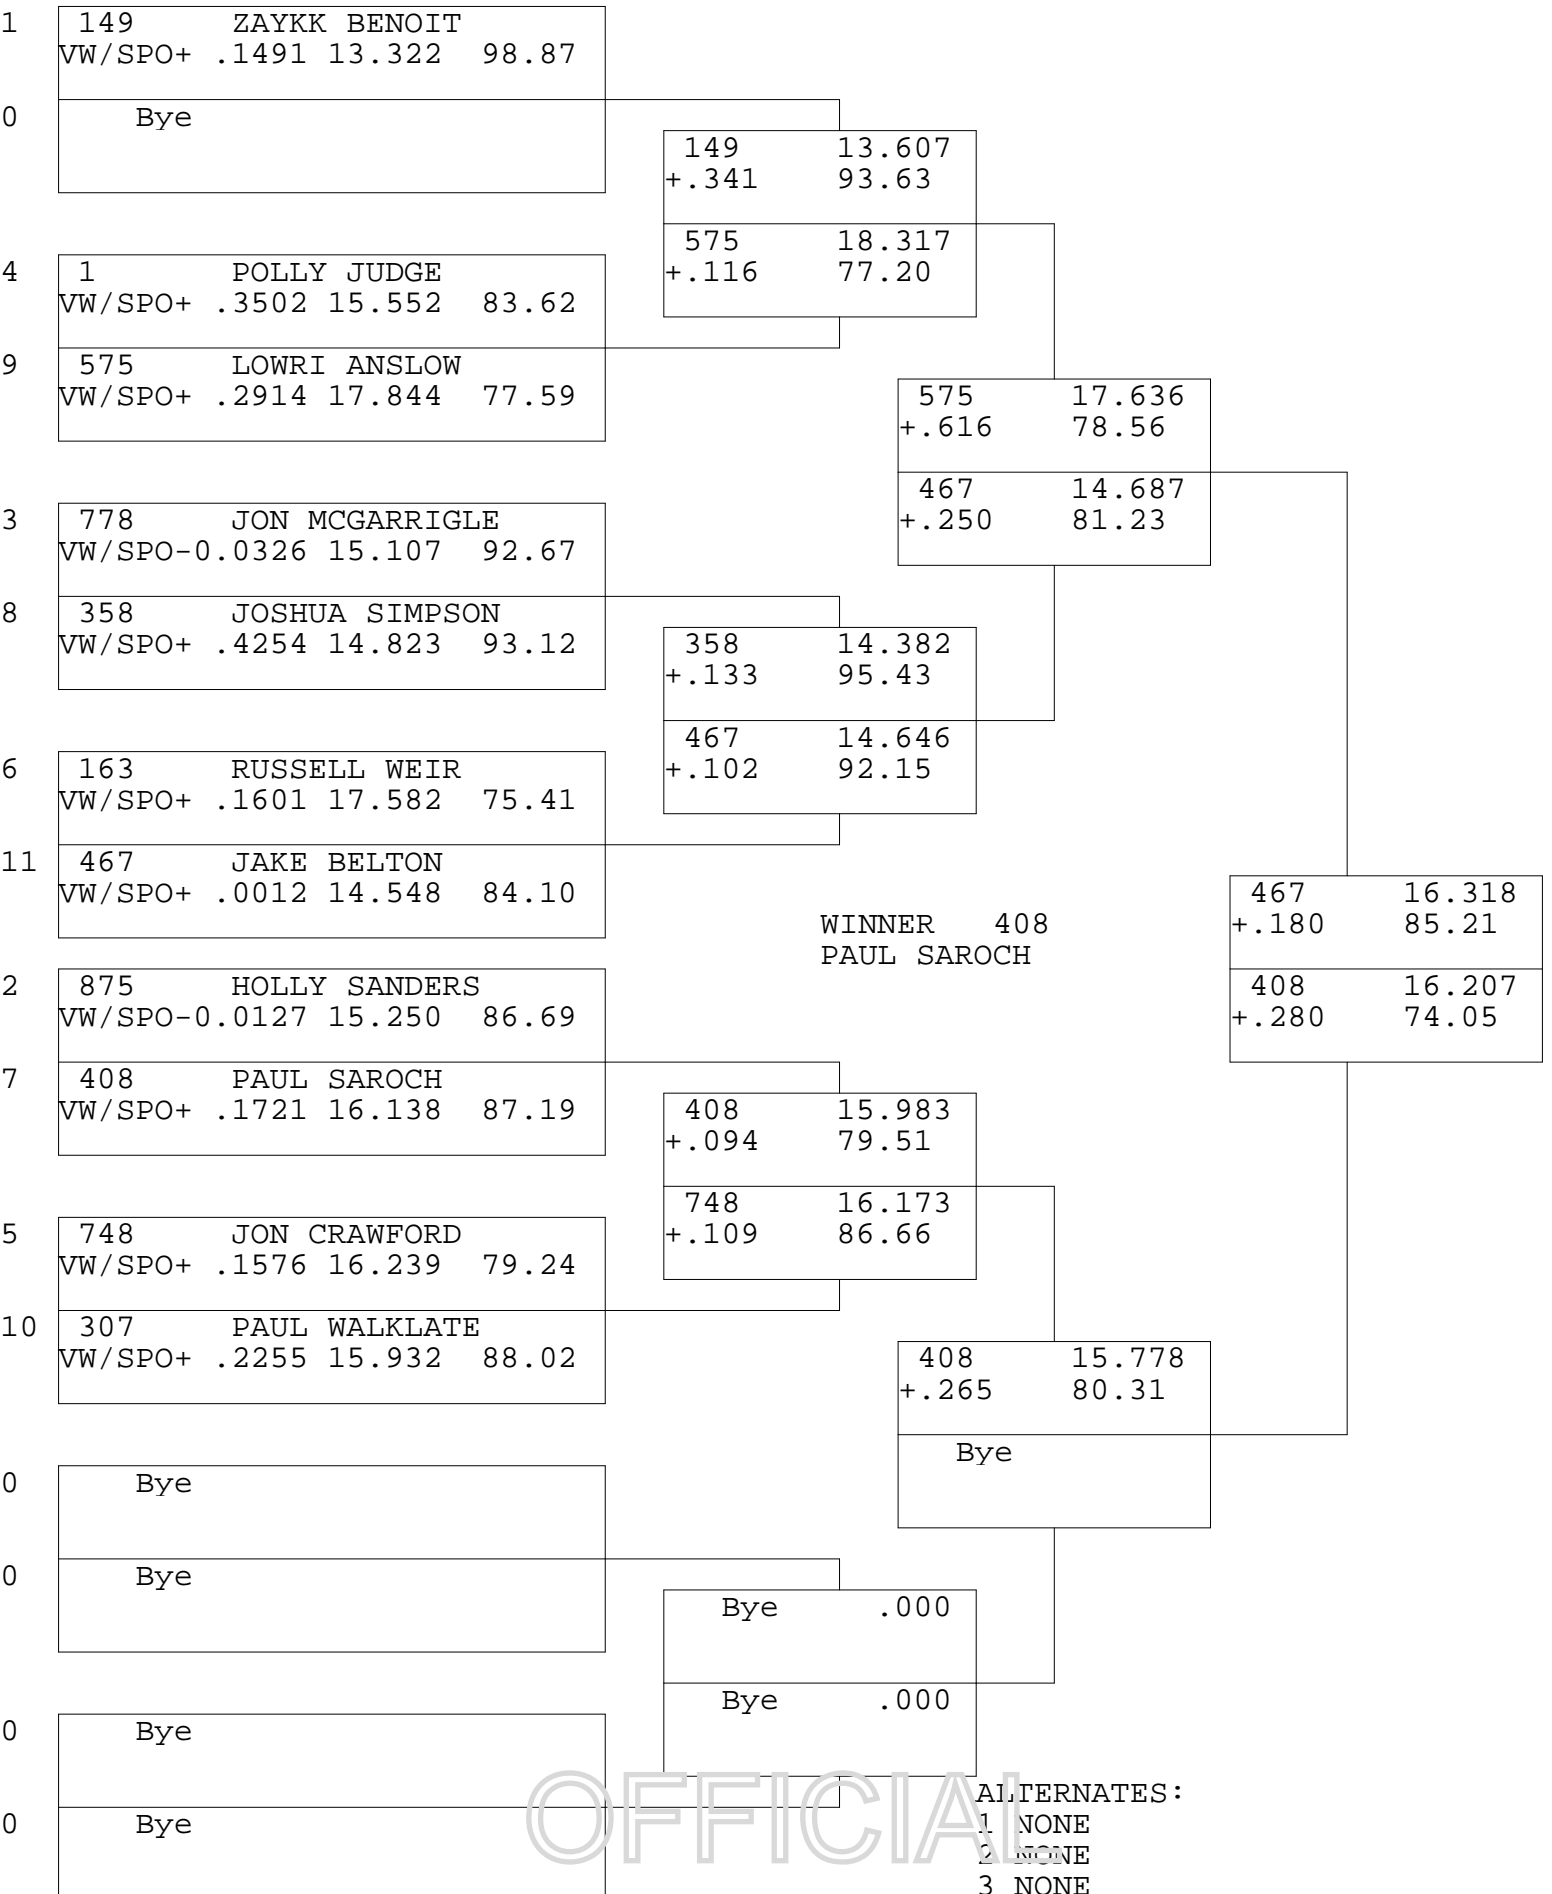 1 149 ZAYKK BENOIT
VW/SPO+ .1491 13.322 98.87
0 Bye
149 13.607
+.341 93.63
575 18.317
+.116 77.20
4 1 POLLY JUDGE
VW/SPO+ .3502 15.552 83.62
9 575 LOWRI ANSLOW
VW/SPO+ .2914 17.844 77.59
575 17.636
+.616 78.56
467 14.687
+.250 81.23
3 778 JON MCGARRIGLE
VW/SPO-0.0326 15.107 92.67
8 358 JOSHUA SIMPSON
VW/SPO+ .4254 14.823 93.12
358 14.382
+.133 95.43
467 14.646
+.102 92.15
6 163 RUSSELL WEIR
VW/SPO+ .1601 17.582 75.41
11 467 JAKE BELTON
VW/SPO+ .0012 14.548 84.10
WINNER 408
PAUL SAROCH
467 16.318
+.180 85.21
408 16.207
+.280 74.05
2 875 HOLLY SANDERS
VW/SPO-0.0127 15.250 86.69
7 408 PAUL SAROCH
VW/SPO+ .1721 16.138 87.19
408 15.983
+.094 79.51
748 16.173
+.109 86.66
5 748 JON CRAWFORD
VW/SPO+ .1576 16.239 79.24
10 307 PAUL WALKLATE
VW/SPO+ .2255 15.932 88.02
408 15.778
+.265 80.31
Bye
0 Bye
0 Bye
Bye .000
Bye .000
0 Bye
0 Bye
OFFICIAL
ALTERNATES:
1 NONE
2 NONE
3 NONE